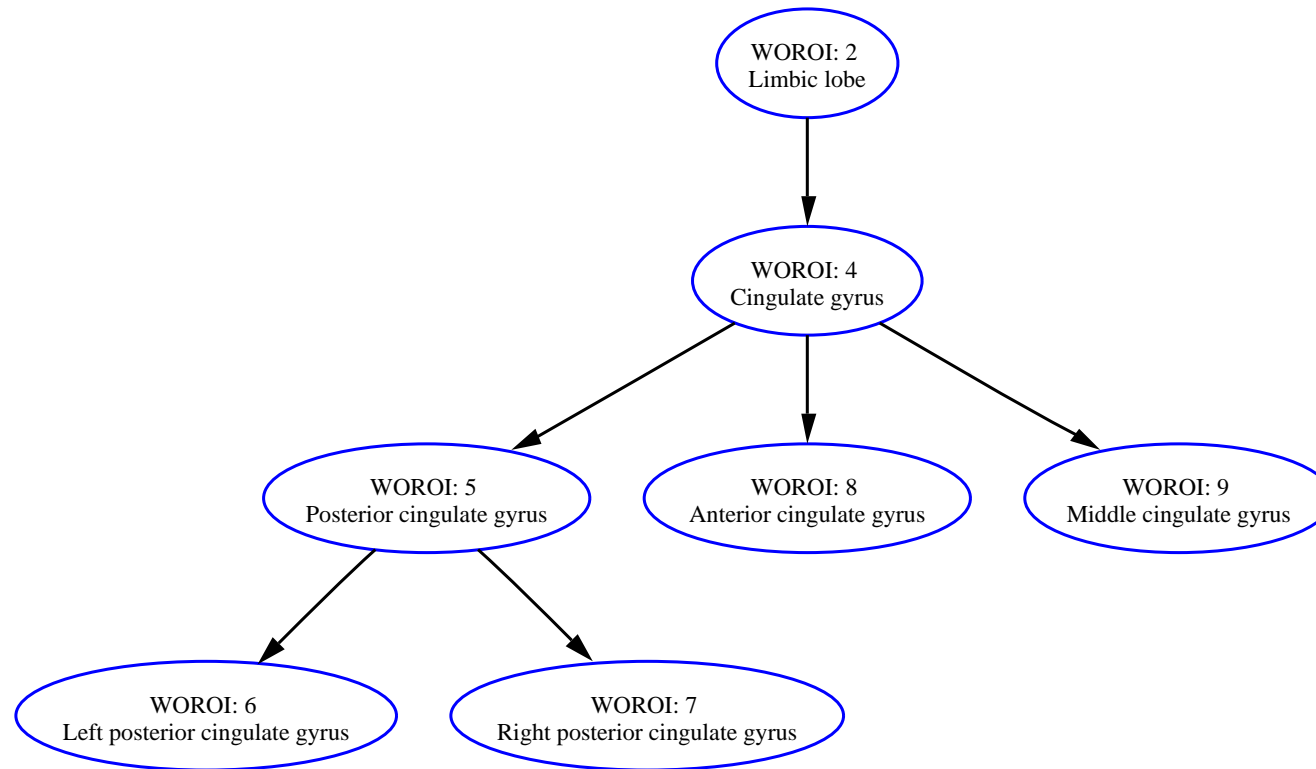 WOROI: 2
Limbic lobe
WOROI: 4
Cingulate gyrus
WOROI: 5
Posterior cingulate gyrus
WOROI: 8
Anterior cingulate gyrus
WOROI: 9
Middle cingulate gyrus
WOROI: 6
Left posterior cingulate gyrus
WOROI: 7
Right posterior cingulate gyrus